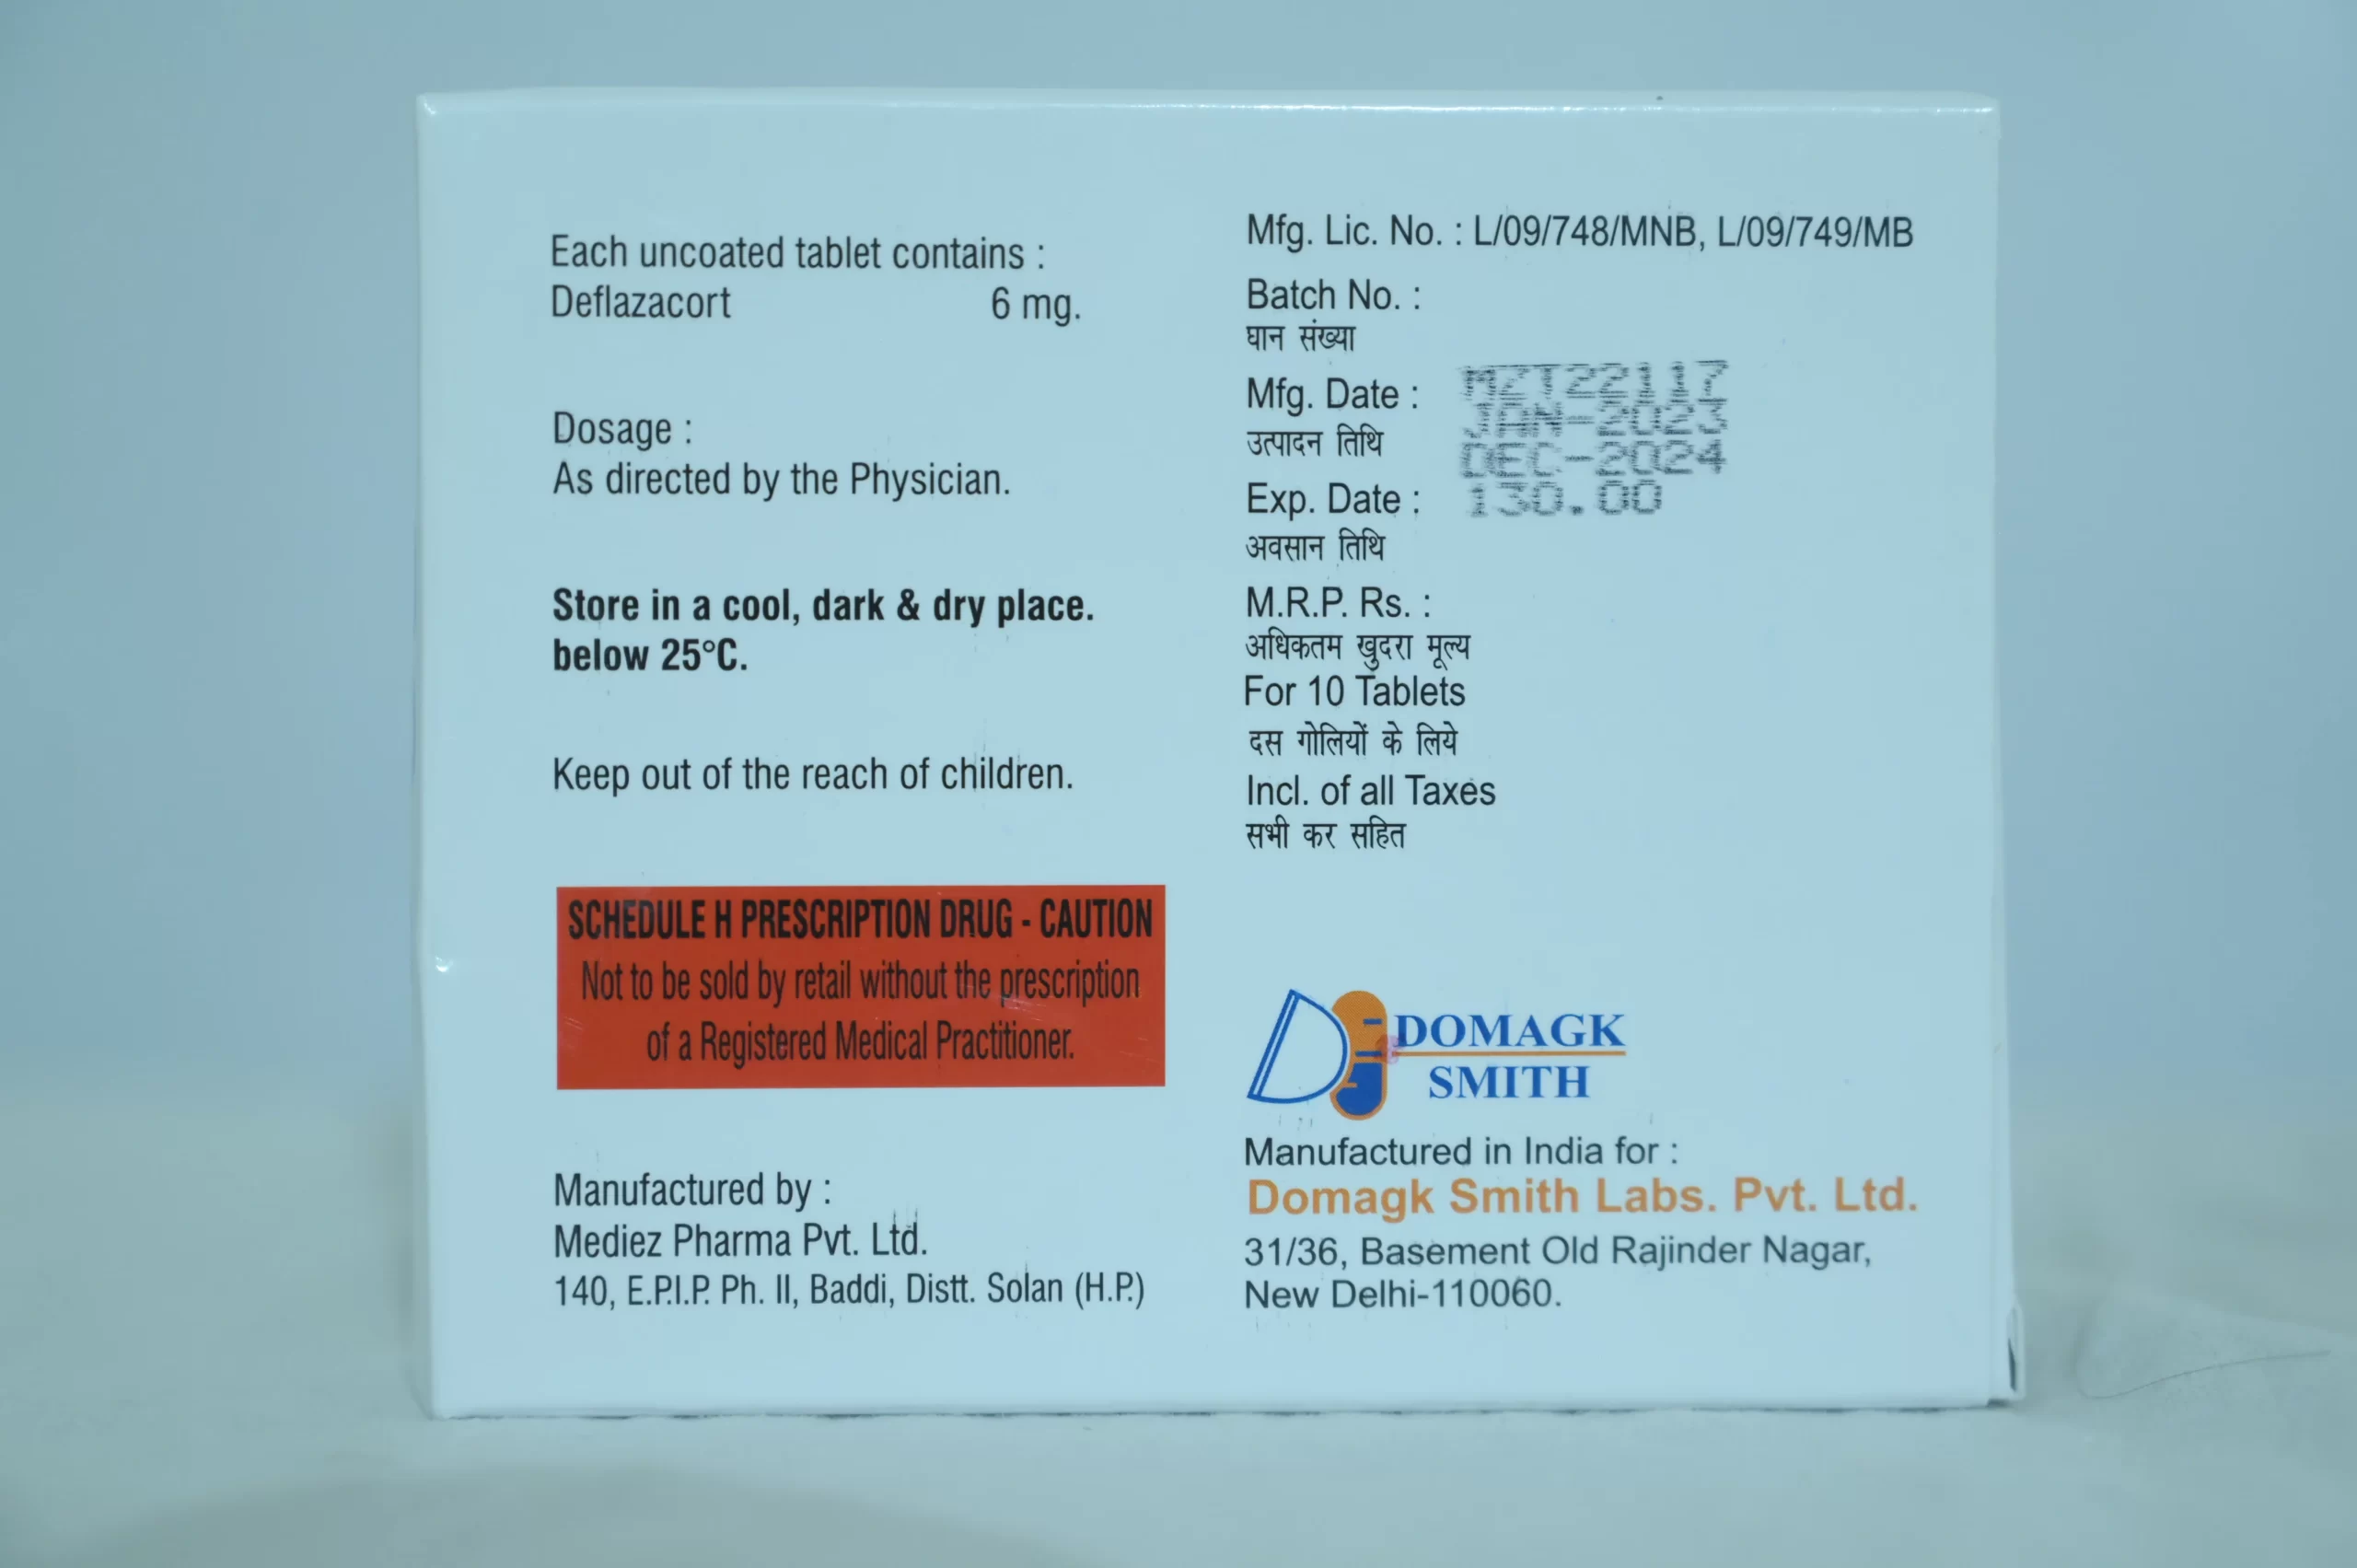 Each uncoated tablet contains :
Deflazacort 6 mg.
Dosage :
As directed by the Physician.
Store in a cool, dark & dry place.
below 25°C.
Keep out of the reach of children.
SCHEDULE H PRESCRIPTION DRUG - CAUTION
Not to be sold by retail without the prescription
of a Registered Medical Practitioner.
Manufactured by :
Mediez Pharma Pvt. Ltd.
140, E.P.I.P. Ph. II, Baddi, Distt. Solan (H.P.)
Mfg. Lic. No. : L/09/748/MNB, L/09/749/MB
Batch No. :
घान संख्या
MZT22117
Mfg. Date :
JAN-2023
उत्पादन तिथि
DEC-2024
Exp. Date :
130.00
अवसान तिथि
M.R.P. Rs. :
अधिकतम खुदरा मूल्य
For 10 Tablets
दस गोलियों के लिये
Incl. of all Taxes
सभी कर सहित
DOMAGK
SMITH
Manufactured in India for :
Domagk Smith Labs. Pvt. Ltd.
31/36, Basement Old Rajinder Nagar,
New Delhi-110060.